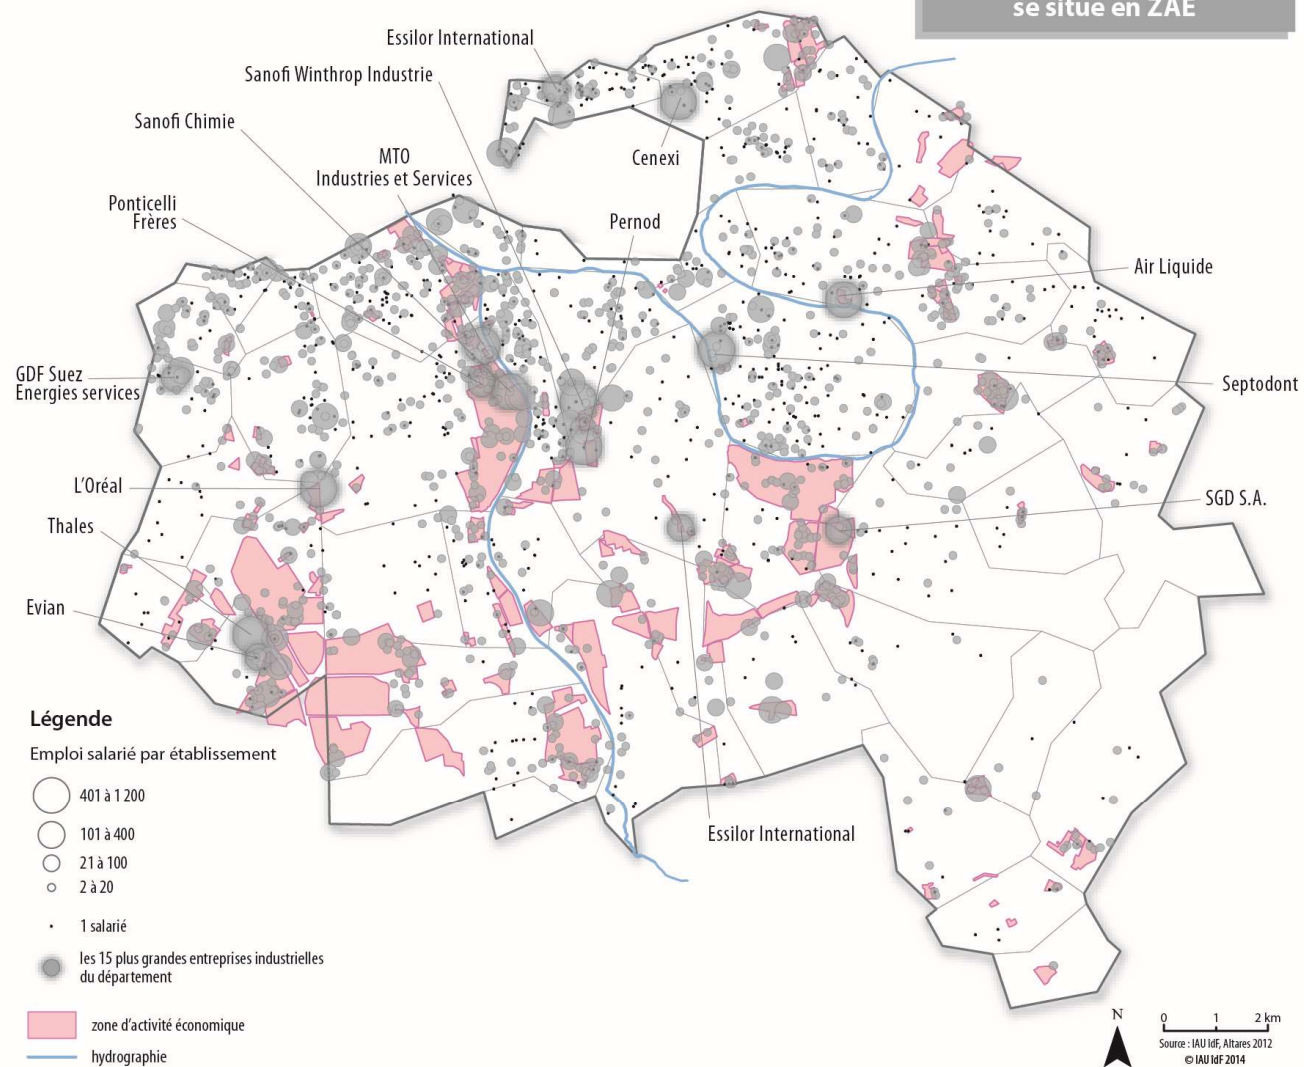 se situe en ZAE
Essilor International
Sanofi Winthrop Industrie
Sanofi Chimie
MTO
Industries et Services
Cenexi
Ponticelli
Frères
Pernod
Air Liquide
GDF Suez
Energies services
Septodont
L'Oréal
SGD S.A.
Thales
Evian
Essilor International
Légende
Emploi salarié par établissement
401 à 1 200
101 à 400
21 à 100
2 à 20
1 salarié
les 15 plus grandes entreprises industrielles
du département
zone d'activité économique
hydrographie
N
0 1 2 km
Source : IAU IdF, Altares 2012
© IAU IdF 2014